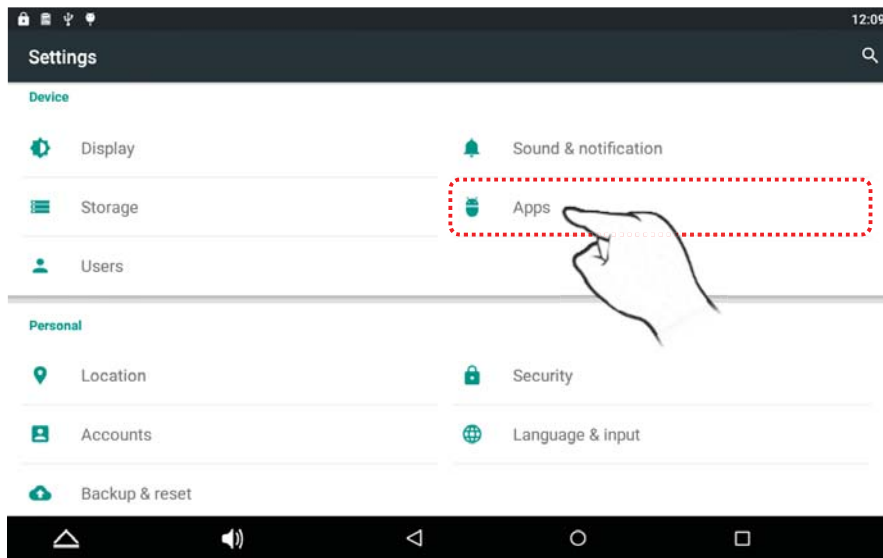 12:09
Settings
Device
Display
Sound & notification
Storage
Apps
Users
Personal
Location
Security
Accounts
Language & input
Backup & reset